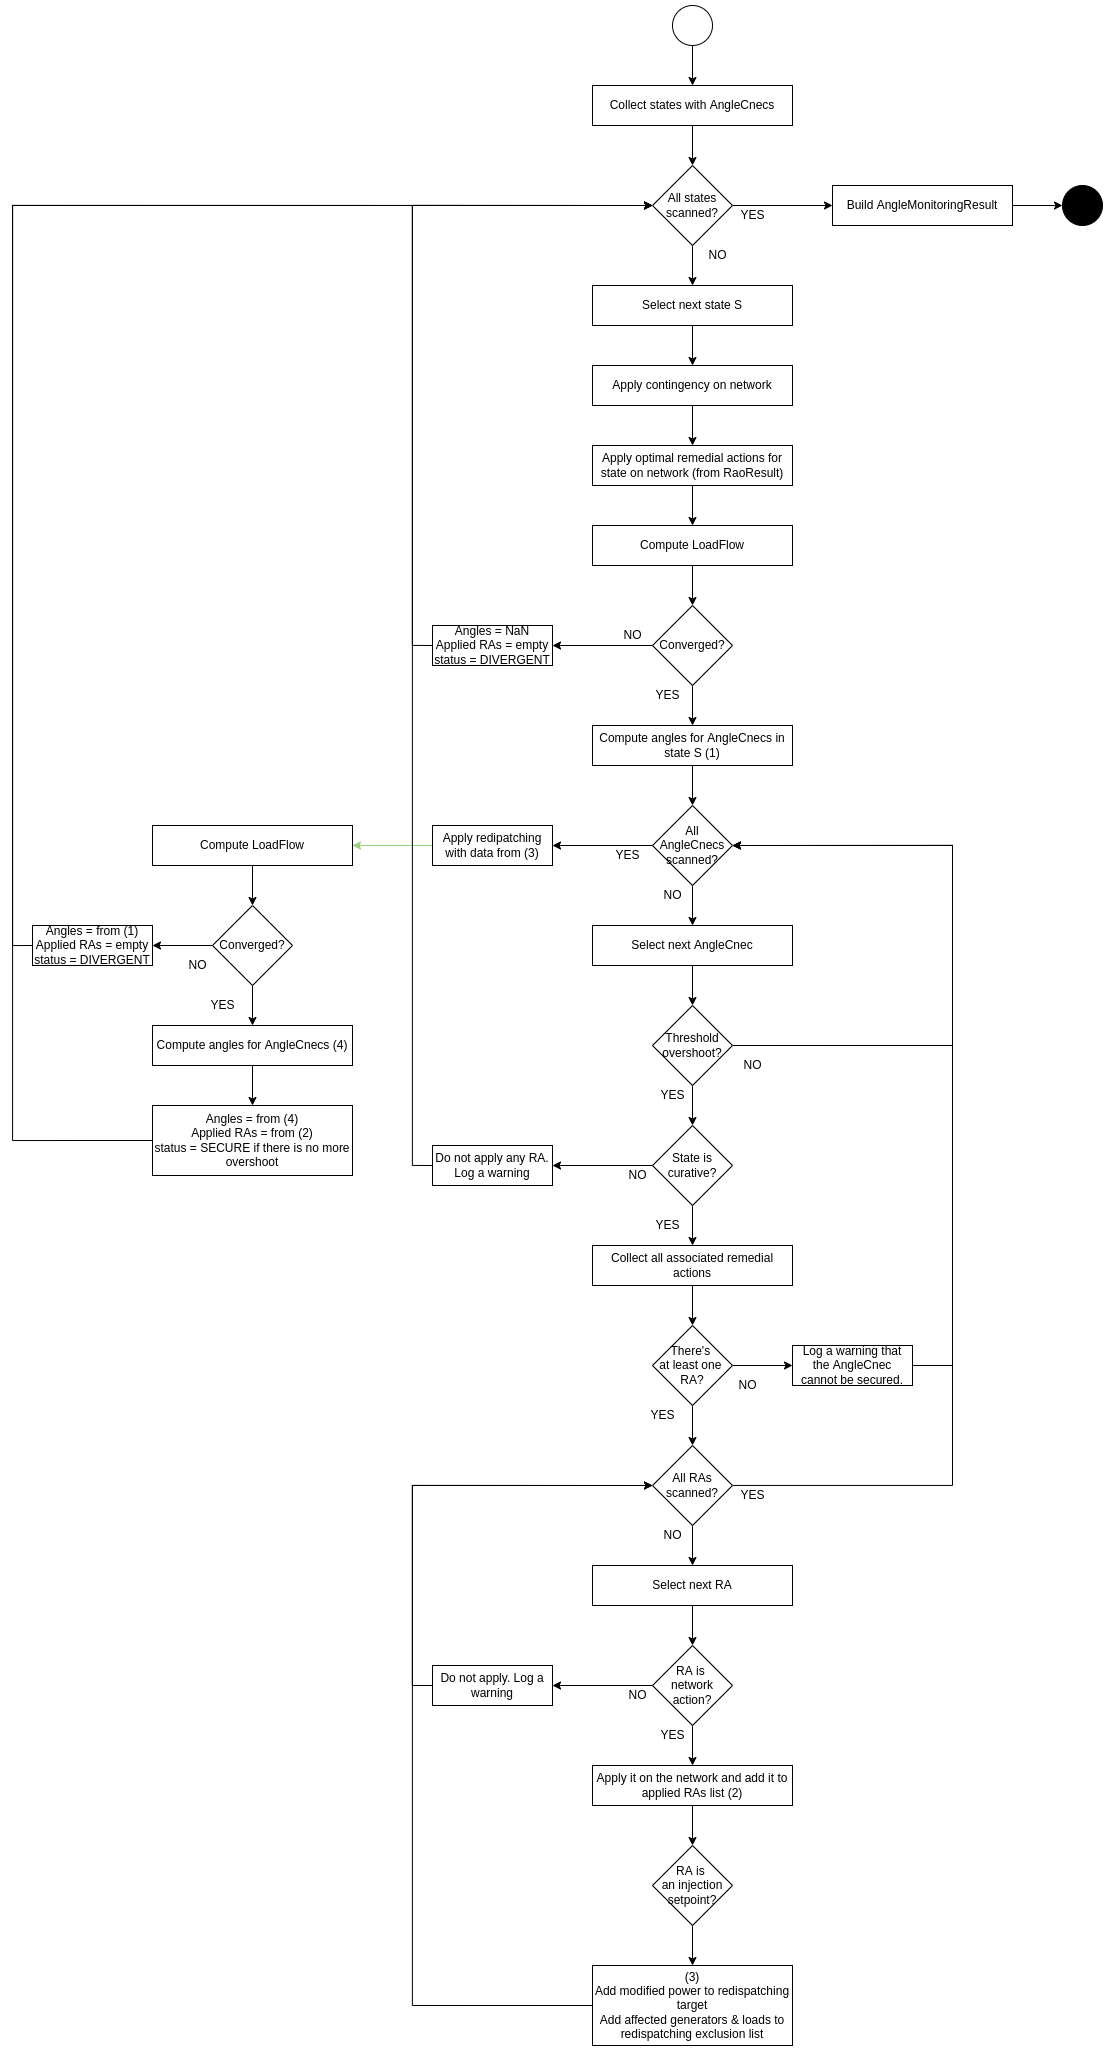 Collect states with AngleCnecs
All states
scanned?
YES
Build AngleMonitoringResult
NO
Select next state S
Apply contingency on network
Apply optimal remedial actions for
state on network (from RaoResult)
Compute LoadFlow
Converged?
NO
Angles = NaN
Applied RAs = empty
status = DIVERGENT
YES
Compute angles for AngleCnecs in
state S (1)
All
AngleCnecs
scanned?
YES
Apply redipatching
with data from (3)
Compute LoadFlow
Converged?
NO
Angles = from (1)
Applied RAs = empty
status = DIVERGENT
YES
Compute angles for AngleCnecs (4)
Angles = from (4)
Applied RAs = from (2)
status = SECURE if there is no more
overshoot
NO
Select next AngleCnec
Threshold
overshoot?
NO
YES
State is
curative?
NO
Do not apply any RA.
Log a warning
YES
Collect all associated remedial
actions
There's
at least one
RA?
NO
Log a warning that
the AngleCnec
cannot be secured.
YES
All RAs
scanned?
YES
NO
Select next RA
RA is
network
action?
NO
Do not apply. Log a
warning
YES
Apply it on the network and add it to
applied RAs list (2)
RA is
an injection
setpoint?
(3)
Add modified power to redispatching
target
Add affected generators & loads to
redispatching exclusion list